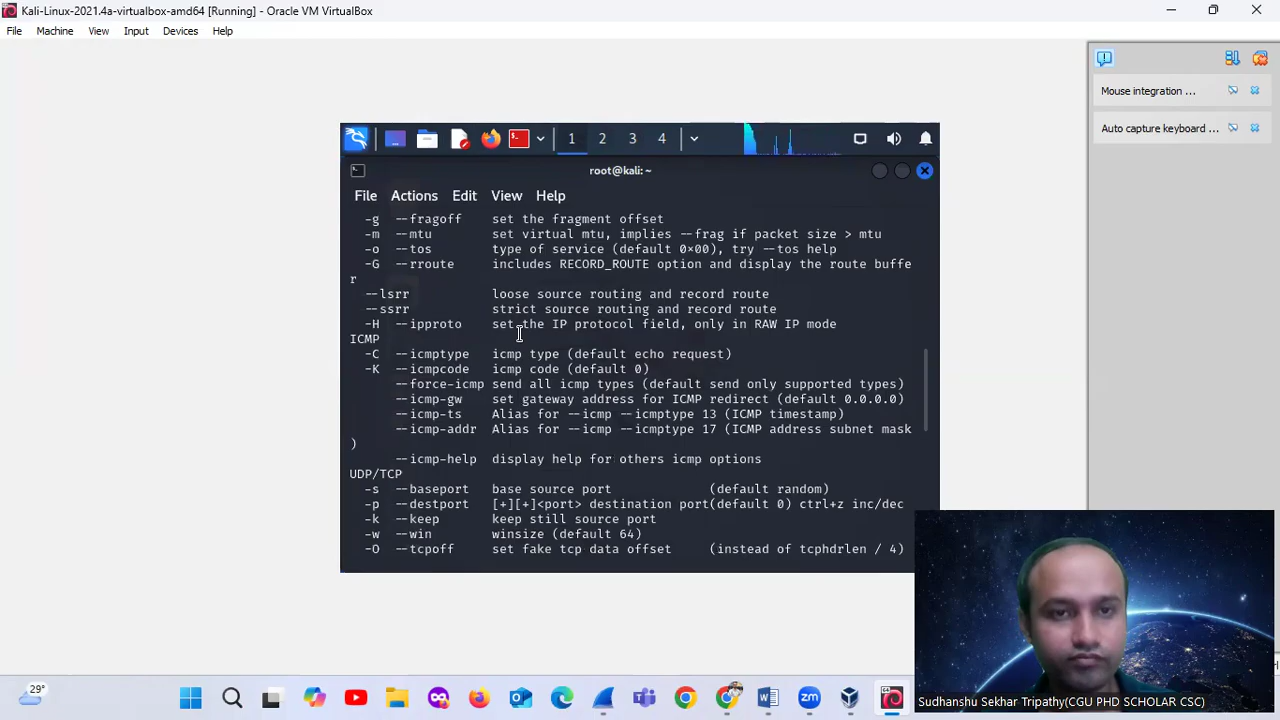 Kali-Linux-2021.4a-virtualbox-amd64 [Running] - Oracle VM VirtualBox
File Machine View Input Devices Help
Mouse integration ...
Auto capture keyboard ...
1 2 3 4
root@kali: ~
File Actions Edit View Help
-g --fragoff set the fragment offset
-m --mtu set virtual mtu, implies --frag if packet size > mtu
-o --tos type of service (default 0x00), try --tos help
-G --rroute includes RECORD_ROUTE option and display the route buffe
r
--lsrr loose source routing and record route
--ssrr strict source routing and record route
-H --ipproto set the IP protocol field, only in RAW IP mode
ICMP
-C --icmptype icmp type (default echo request)
-K --icmpcode icmp code (default 0)
--force-icmp send all icmp types (default send only supported types)
--icmp-gw set gateway address for ICMP redirect (default 0.0.0.0)
--icmp-ts Alias for --icmp --icmptype 13 (ICMP timestamp)
--icmp-addr Alias for --icmp --icmptype 17 (ICMP address subnet mask
)
--icmp-help display help for others icmp options
UDP/TCP
-s --baseport base source port (default random)
-p --destport [+][+]<port> destination port(default 0) ctrl+z inc/dec
-k --keep keep still source port
-w --win winsize (default 64)
-O --tcpoff set fake tcp data offset (instead of tcphdrlen / 4)
29°
Sudhanshu Sekhar Tripathy(CGU PHD SCHOLAR CSC)